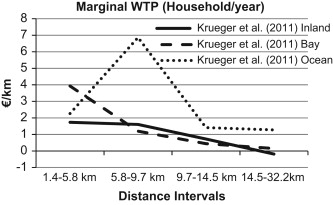 Marginal WTP (Household/year)
8
7
6
5
4
3
2
1
0
-1
€/km
Krueger et al. (2011) Inland
Krueger et al. (2011) Bay
Krueger et al. (2011) Ocean
1.4-5.8 km 5.8-9.7 km 9.7-14.5 km 14.5-32.2km
Distance Intervals